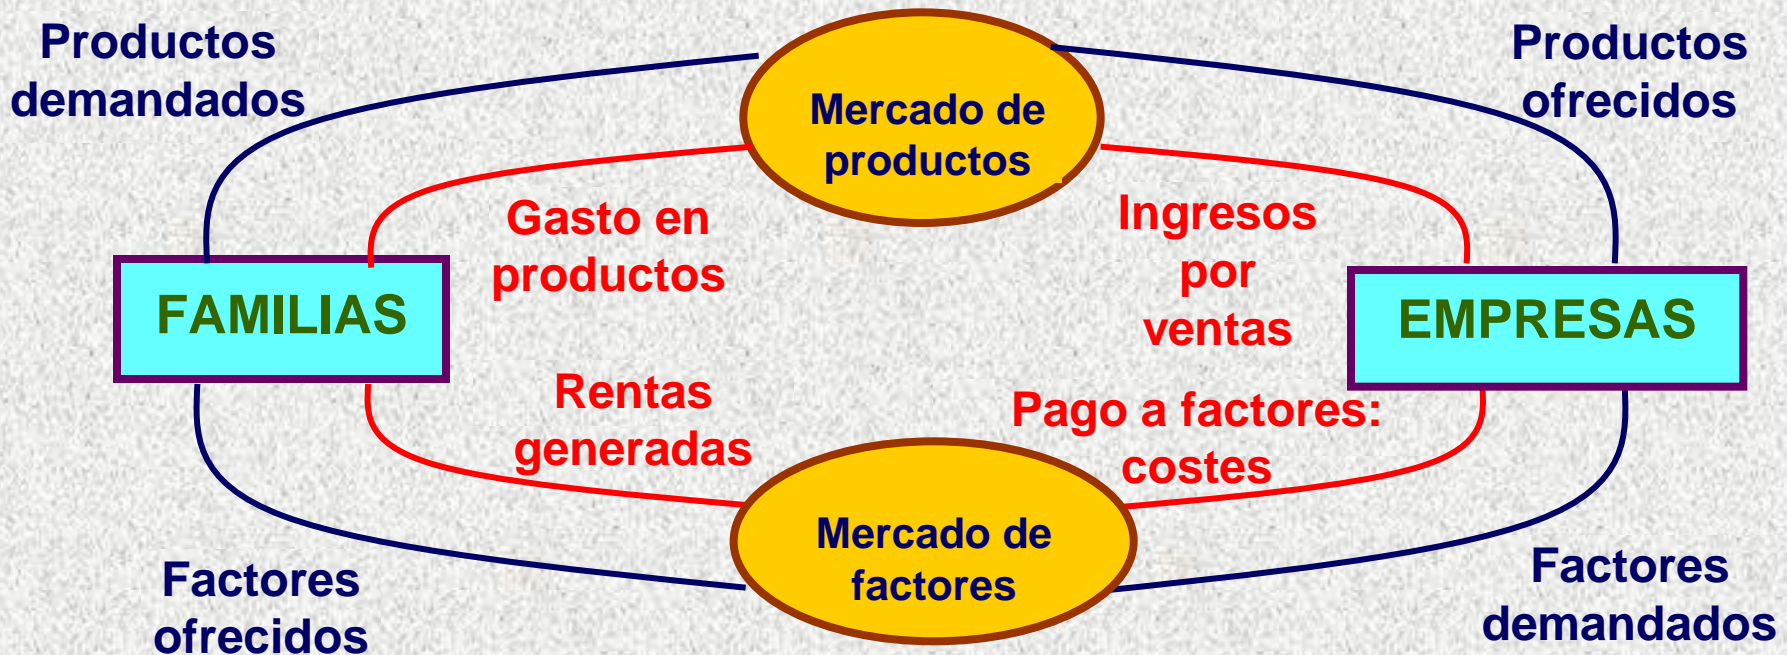 Productos
demandados
Mercado de
productos
Productos
ofrecidos
Gasto en
productos
Ingresos
por
ventas
FAMILIAS
EMPRESAS
Rentas
generadas
Pago a factores:
costes
Mercado de
factores
Factores
ofrecidos
Factores
demandados